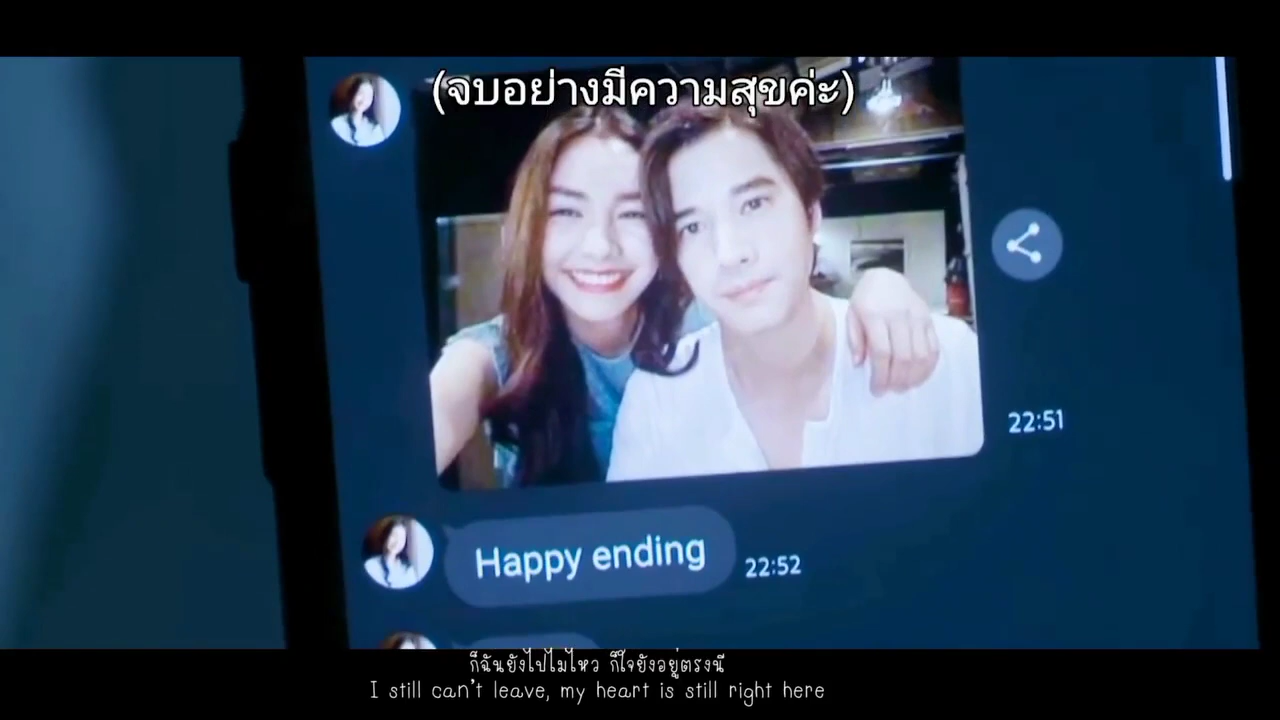 (จบอย่างมีความสุขค่ะ)
22:51
Happy ending
22:52
ก็ฉันยังไปไม่ไหว ก็ใจยังอยู่ตรงนี้
I still can't leave, my heart is still right here